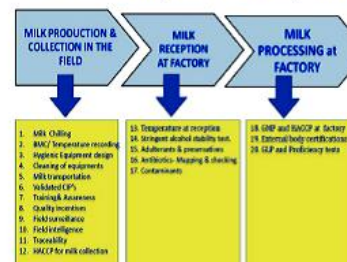 MILK PRODUCTION &
COLLECTION IN THE
FIELD
MILK
RECEPTION
AT FACTORY
MILK
PROCESSING at
FACTORY
1. Milk Chilling
2. BMC/ Temperature recording
3. Hygienic Equipment design
4. Cleaning of equipments
5. Milk transportation
6. Validated CIP's
7. Training & Awareness
8. Quality incentives
9. Field surveillance
10. Field intelligence
11. Traceability
12. HACCP for milk collection
13. Temperature at reception
14. Stringent alcohol stability test.
15. Adulterants & preservatives
16. Antibiotics- Mapping & checking
17. Contaminants
18. GMP and HACCP at factory
19. External body certifications
20. GLP and Proficiency tests